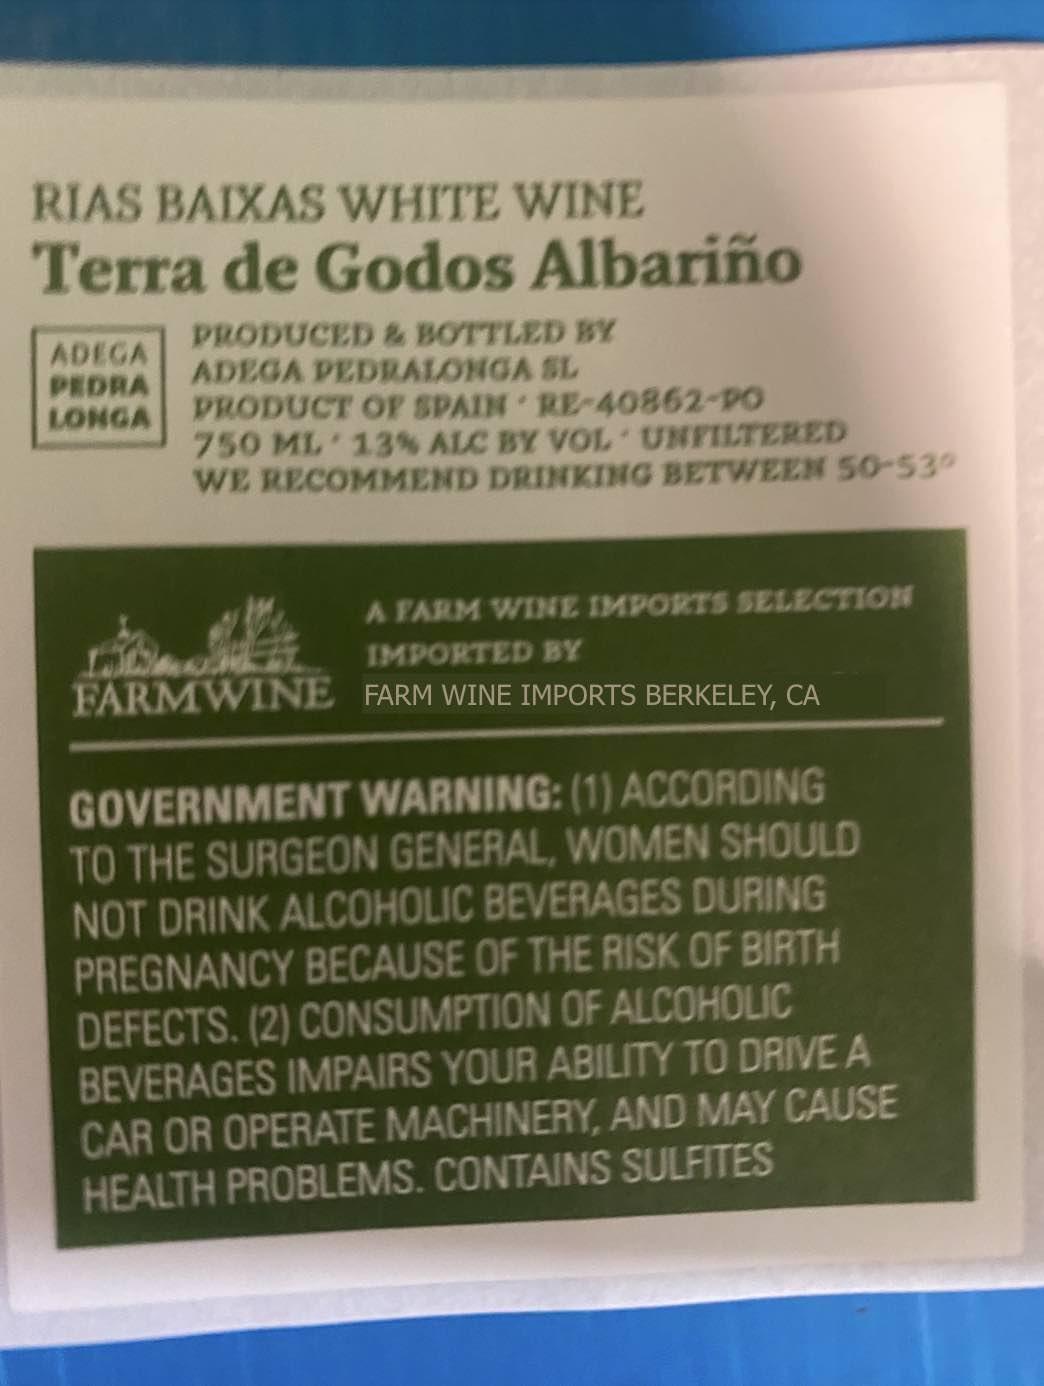 RIAS BAIXAS WHITE WINE
Terra de Godos Albariño
ADEGA
PEDRA
LONGA
PRODUCED & BOTTLED BY
ADEGA PEDRALONGA SL
PRODUCT OF SPAIN · RE-40862-PO
750 ML · 13% ALC BY VOL · UNFILTERED
WE RECOMMEND DRINKING BETWEEN 50-53°
FARMWINE
A FARM WINE IMPORTS SELECTION
IMPORTED BY
FARM WINE IMPORTS BERKELEY, CA
GOVERNMENT WARNING: (1) ACCORDING
TO THE SURGEON GENERAL, WOMEN SHOULD
NOT DRINK ALCOHOLIC BEVERAGES DURING
PREGNANCY BECAUSE OF THE RISK OF BIRTH
DEFECTS. (2) CONSUMPTION OF ALCOHOLIC
BEVERAGES IMPAIRS YOUR ABILITY TO DRIVE A
CAR OR OPERATE MACHINERY, AND MAY CAUSE
HEALTH PROBLEMS. CONTAINS SULFITES